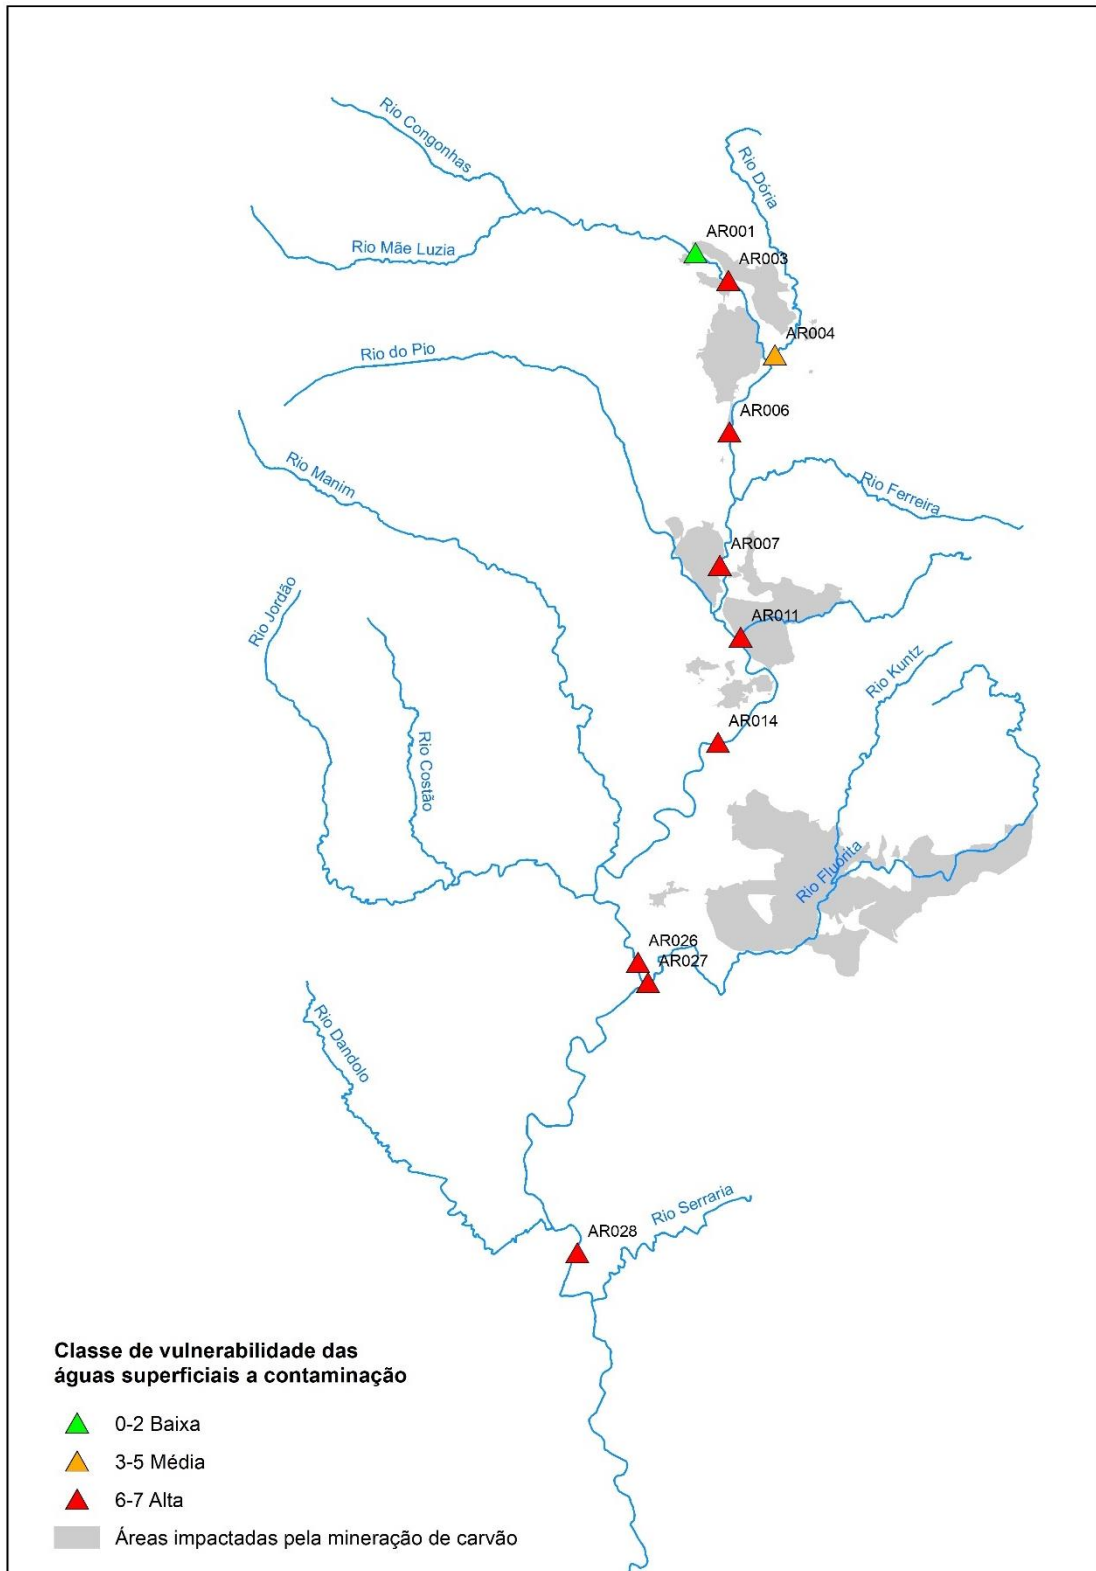 Rio Congonhas
Rio Dória
Rio Mãe Luzia
AR001
AR003
AR004
Rio do Pio
AR006
Rio Manim
Rio Ferreira
AR007
Rio Jordão
AR011
Rio Kuntz
Rio Costão
AR014
Rio Fluorita
AR026
AR027
Rio Dandolo
Rio Serraria
AR028
Classe de vulnerabilidade das
águas superficiais a contaminação
0-2 Baixa
3-5 Média
6-7 Alta
Áreas impactadas pela mineração de carvão